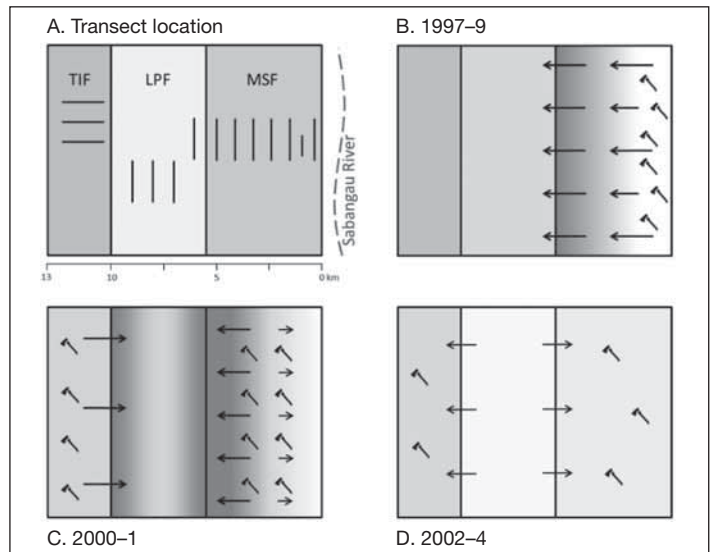 A. Transect location
B. 1997–9
TIF LPF MSF
Sabangau River
13 10 5 0 km
C. 2000–1
D. 2002–4